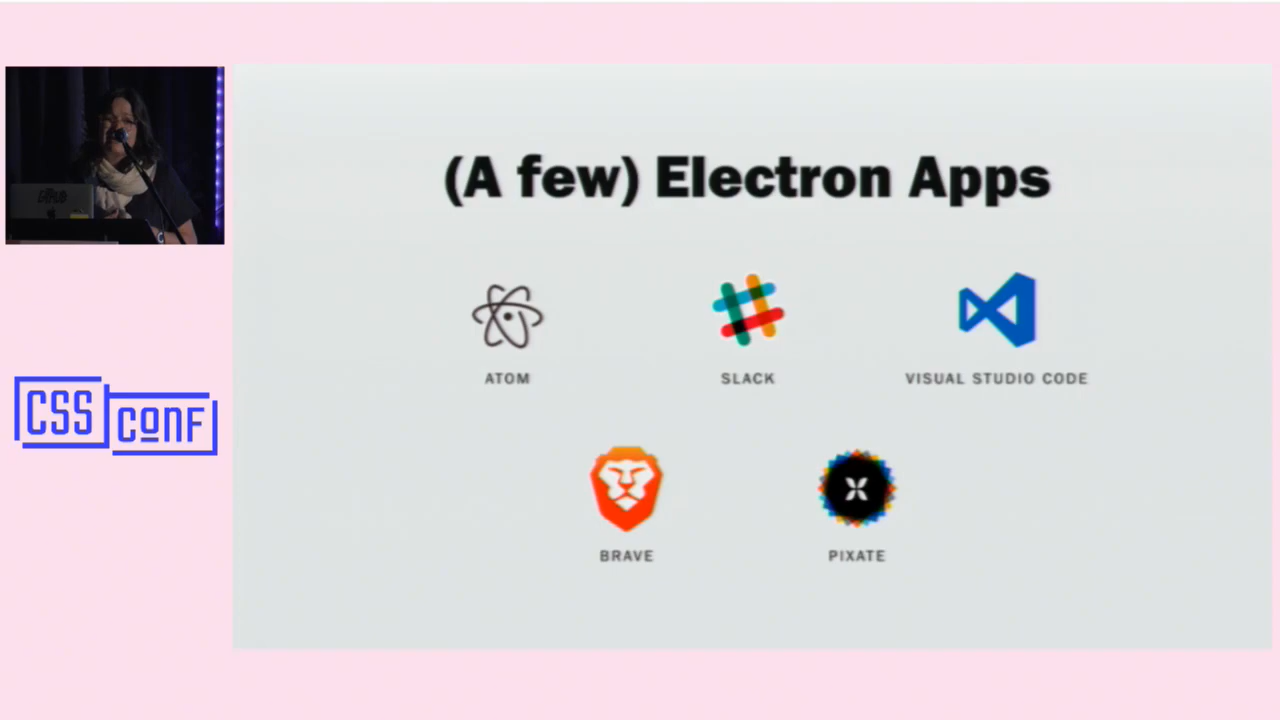 (A few) Electron Apps
ATOM
SLACK
VISUAL STUDIO CODE
BRAVE
PIXATE
CSS
CONF